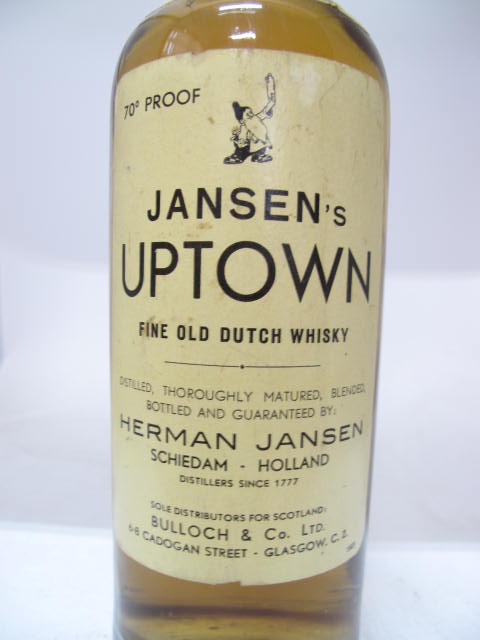 70° PROOF
JANSEN'S
UPTOWN
FINE OLD DUTCH WHISKY
DISTILLED, THOROUGHLY MATURED, BLENDED,
BOTTLED AND GUARANTEED BY:
HERMAN JANSEN
SCHIEDAM - HOLLAND
DISTILLERS SINCE 1777
SOLE DISTRIBUTORS FOR SCOTLAND:
BULLOCH & Co. LTD.
6-8 CADOGAN STREET - GLASGOW. C. 2.